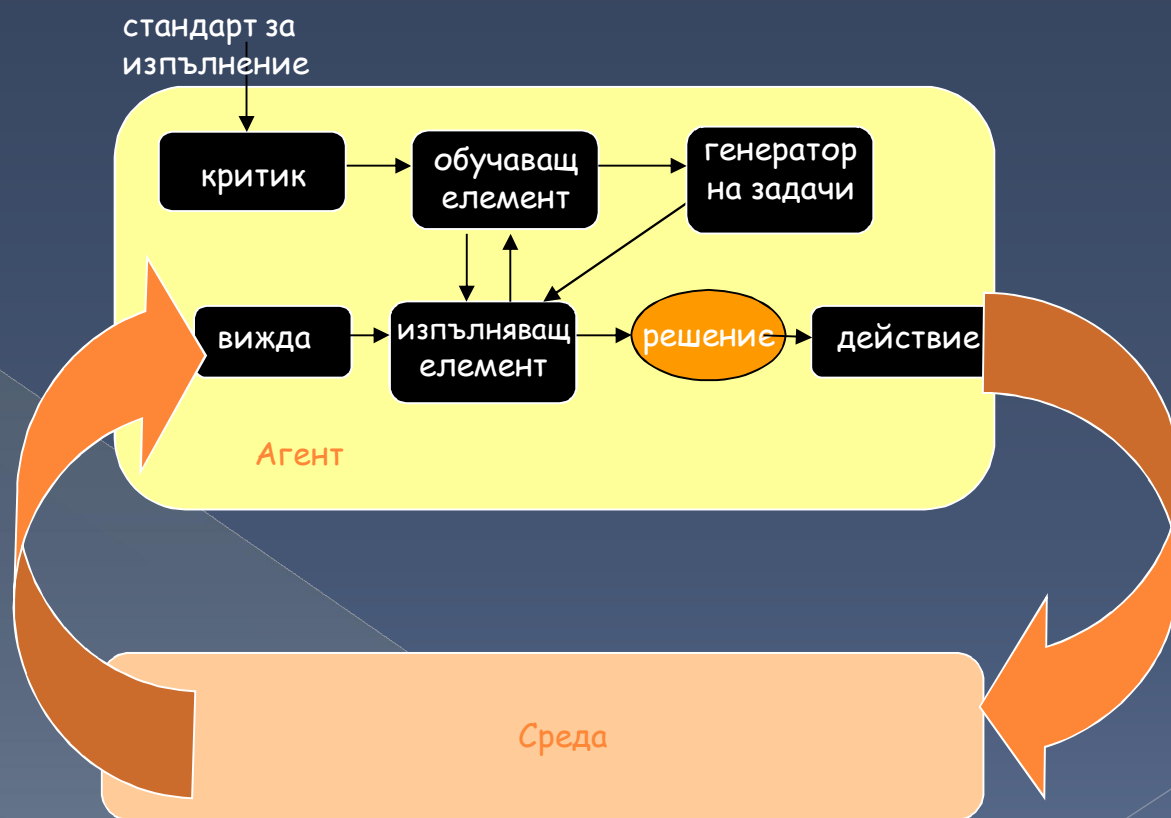 стандарт за
изпълнение
критик
обучаващ
елемент
генератор
на задачи
вижда
изпълняващ
елемент
решение
действие
Агент
Среда